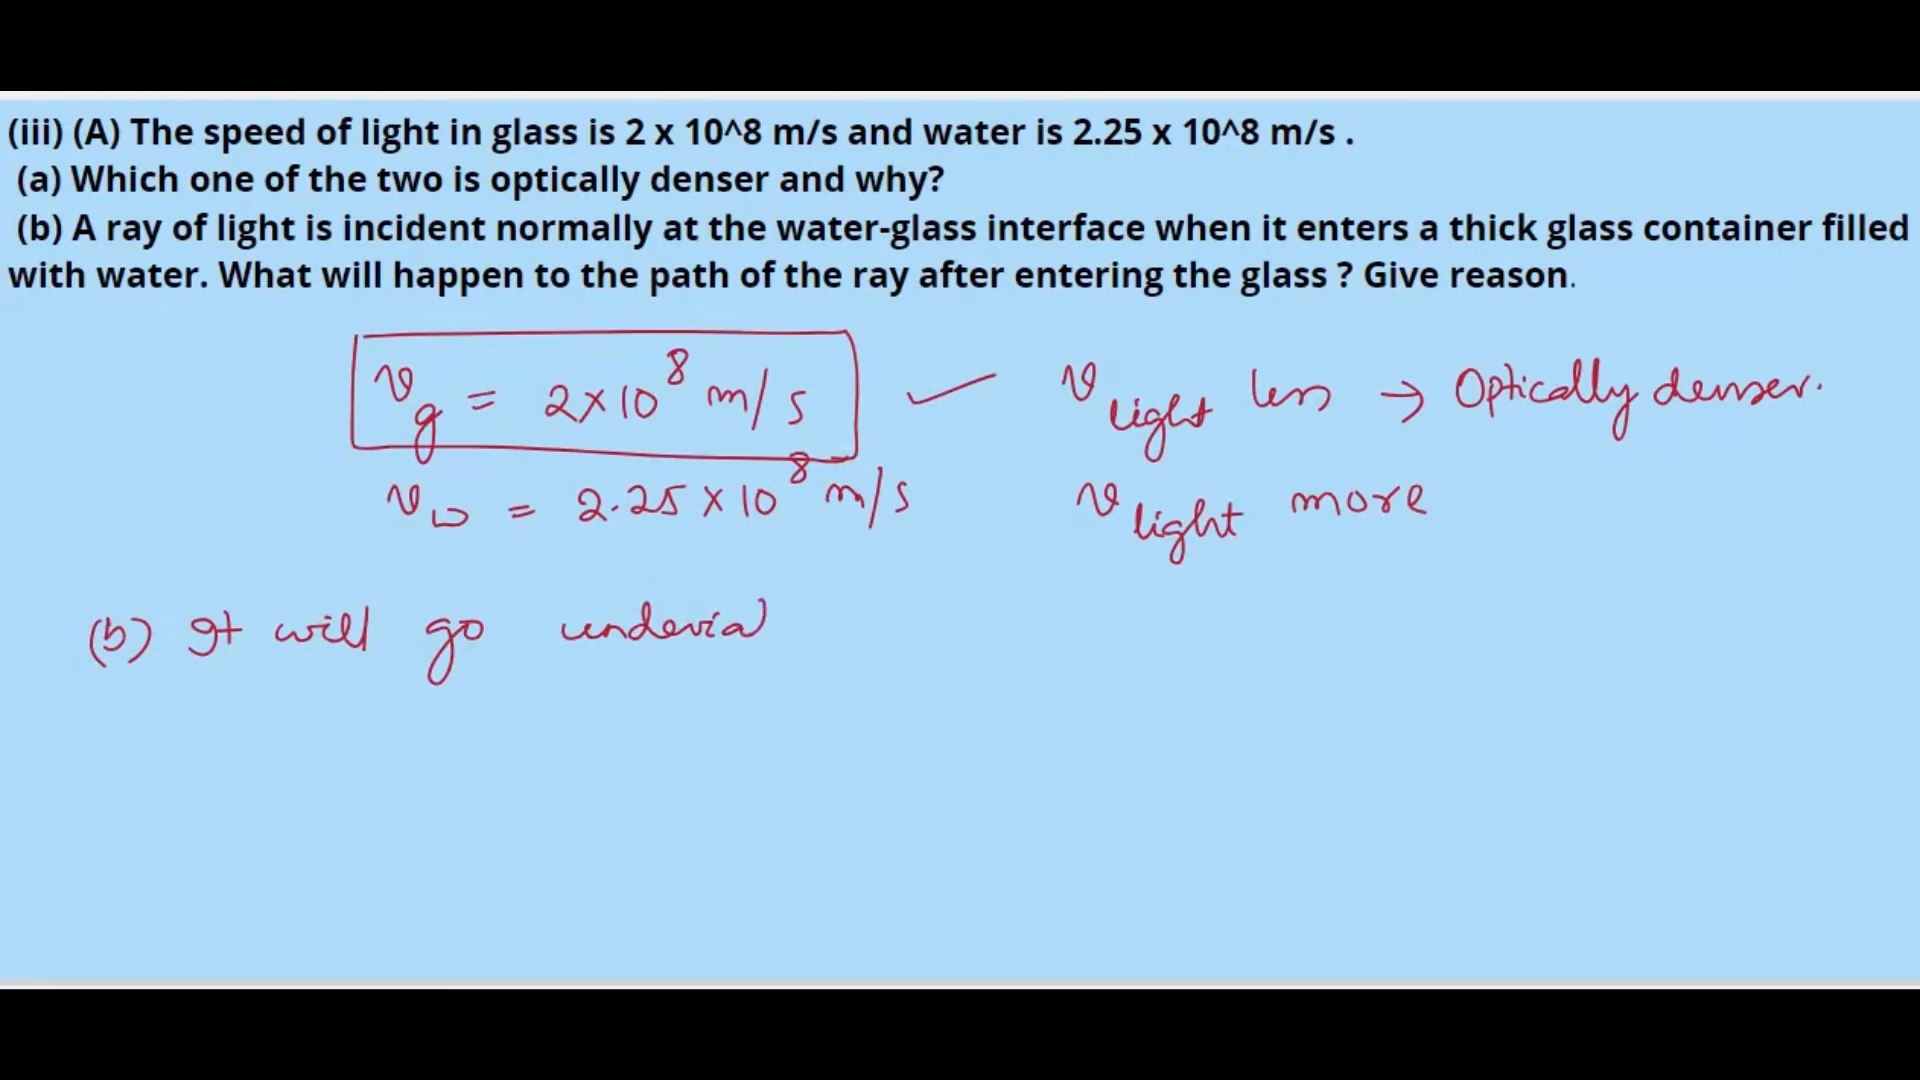 (iii) (A) The speed of light in glass is 2 x 10^8 m/s and water is 2.25 x 10^8 m/s .
(a) Which one of the two is optically denser and why?
(b) A ray of light is incident normally at the water-glass interface when it enters a thick glass container filled
with water. What will happen to the path of the ray after entering the glass ? Give reason.
v_g = 2×10^8 m/s ✓ v_light less → Optically denser.
v_w = 2.25×10^8 m/s v_light more
(b) It will go undevia